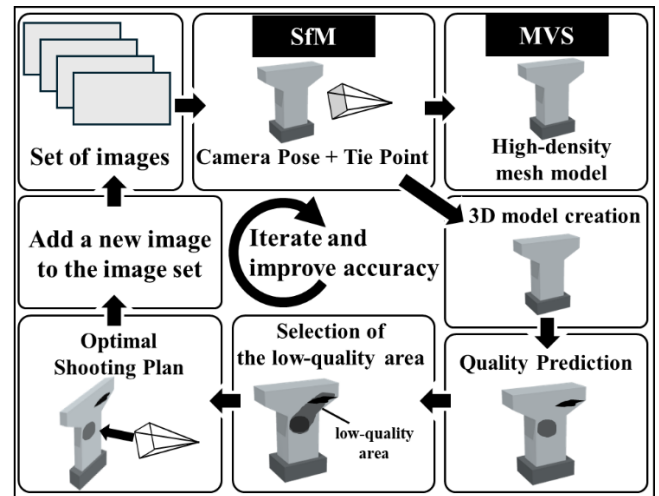 SfM
MVS
Set of images
Camera Pose + Tie Point
High-density
mesh model
Add a new image
to the image set
Iterate and
improve accuracy
3D model creation
Optimal
Shooting Plan
Selection of
the low-quality area
low-quality
area
Quality Prediction